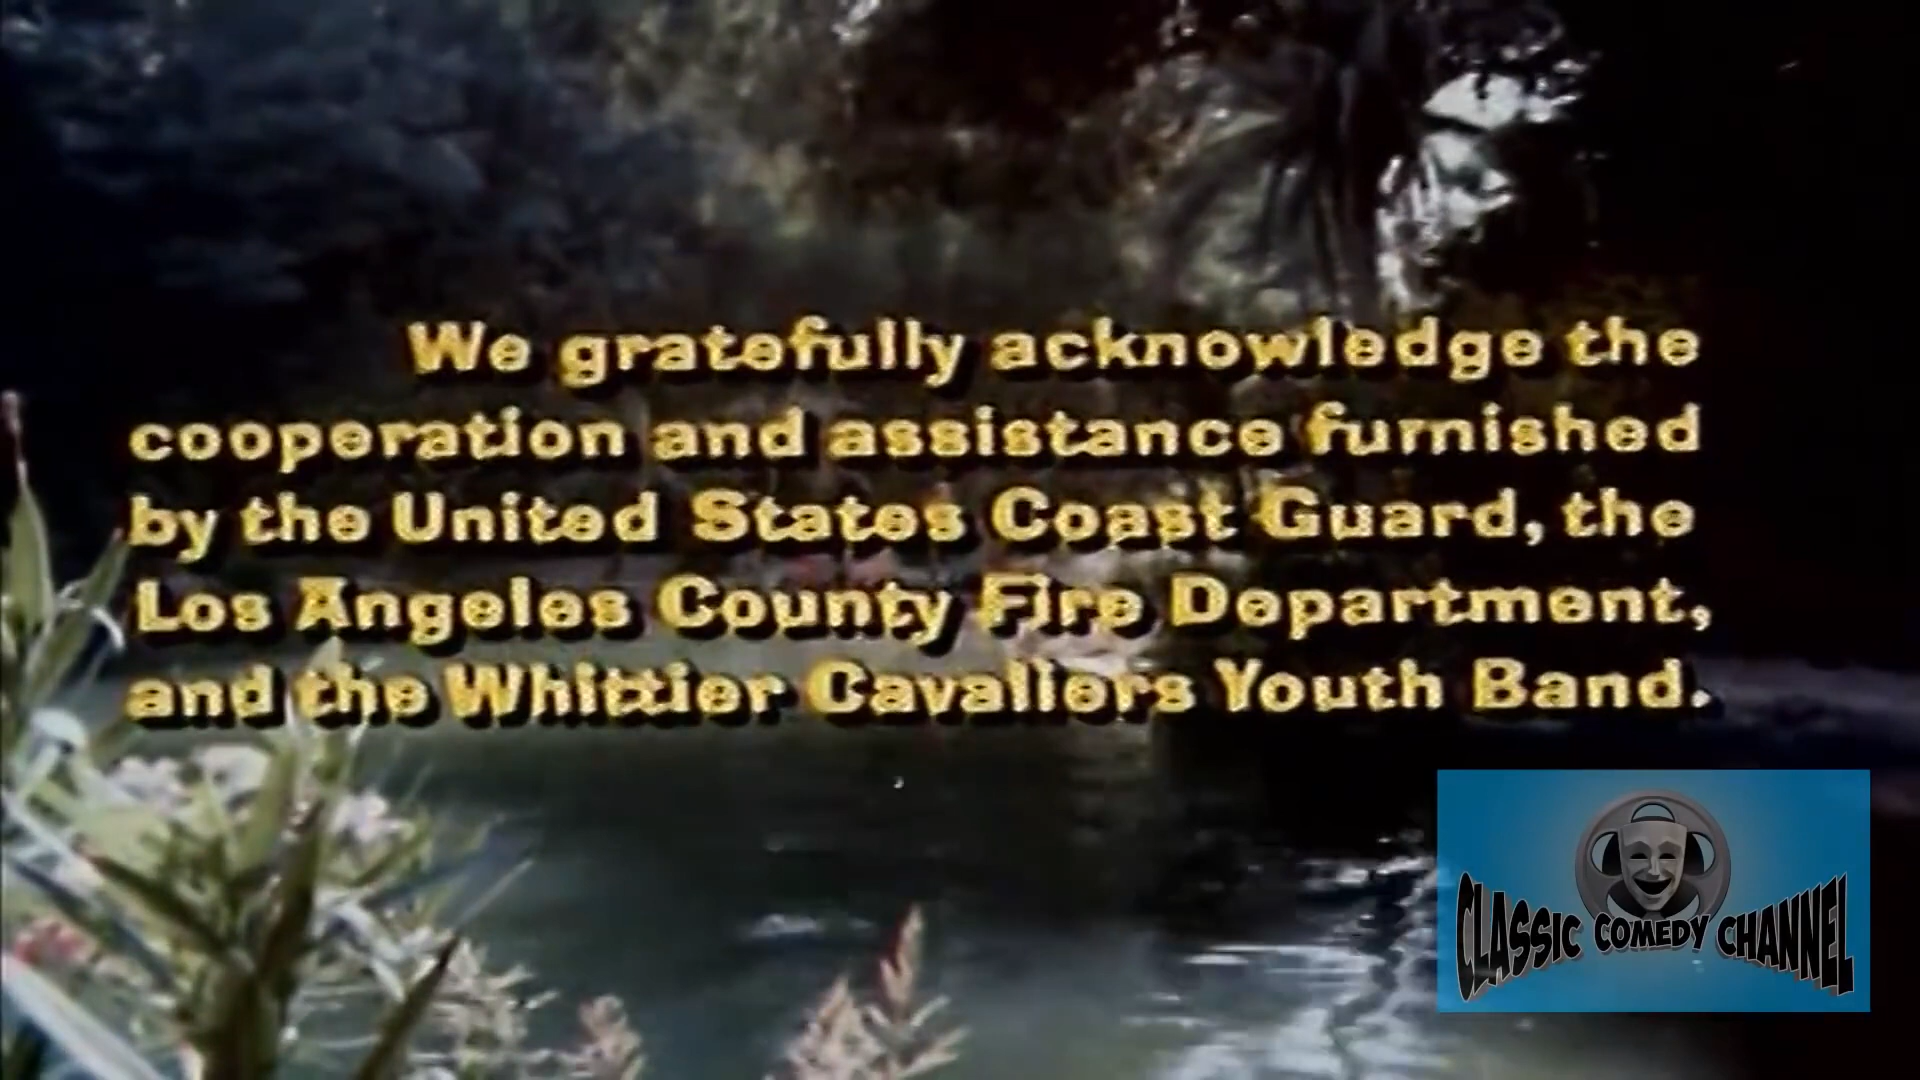 We gratefully acknowledge the
cooperation and assistance furnished
by the United States Coast Guard, the
Los Angeles County Fire Department,
and the Whittier Cavaliers Youth Band.
CLASSIC COMEDY CHANNEL